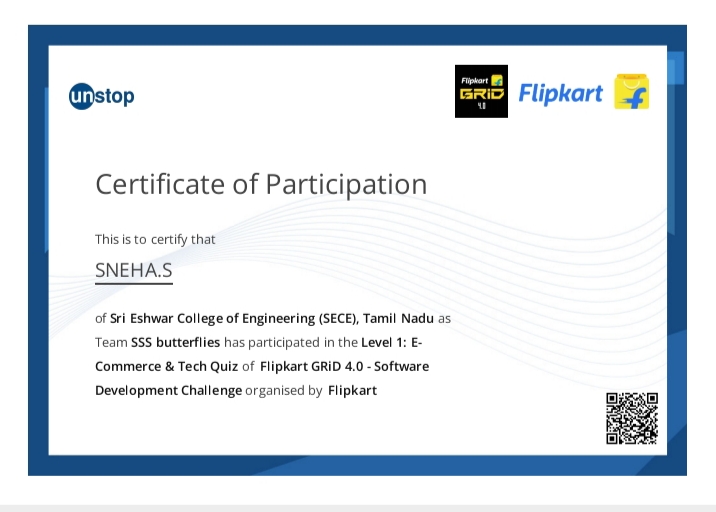 unstop
Flipkart
GRiD
4.0
Flipkart
Certificate of Participation
This is to certify that
SNEHA.S
of Sri Eshwar College of Engineering (SECE), Tamil Nadu as
Team SSS butterflies has participated in the Level 1: E-
Commerce & Tech Quiz of Flipkart GRiD 4.0 - Software
Development Challenge organised by Flipkart